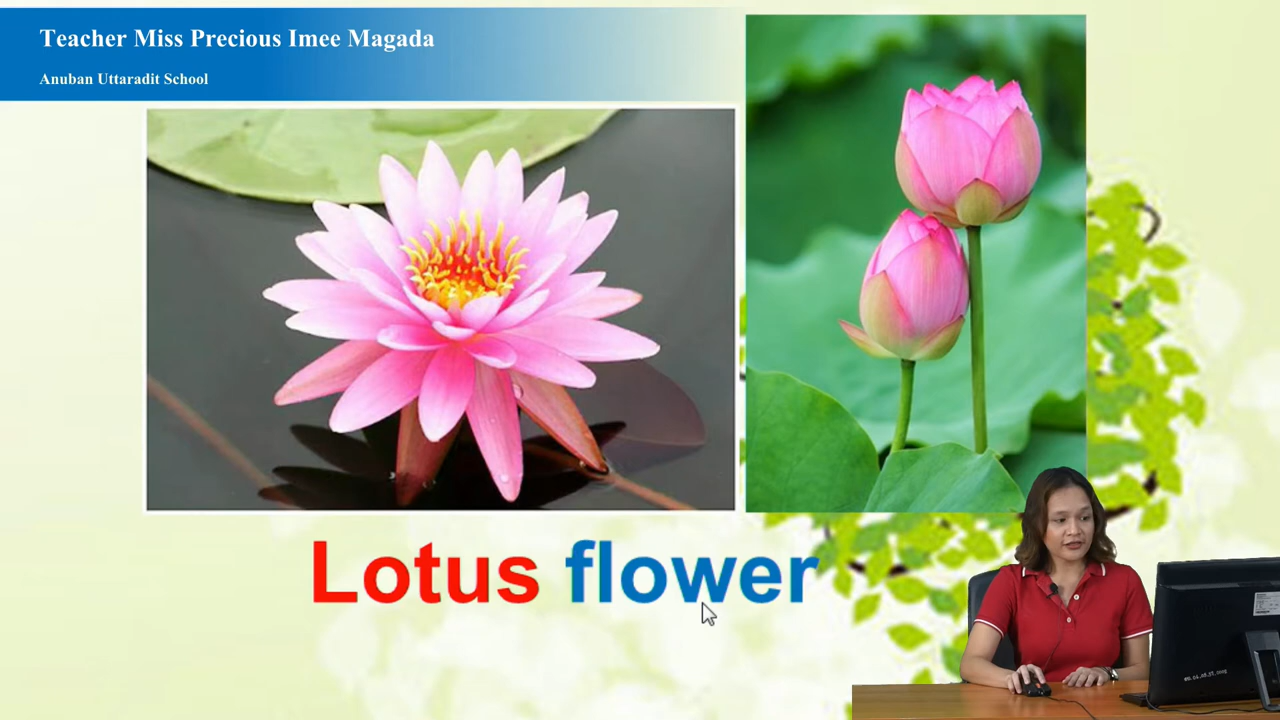 Teacher Miss Precious Imee Magada
Anuban Uttaradit School
Lotus flower